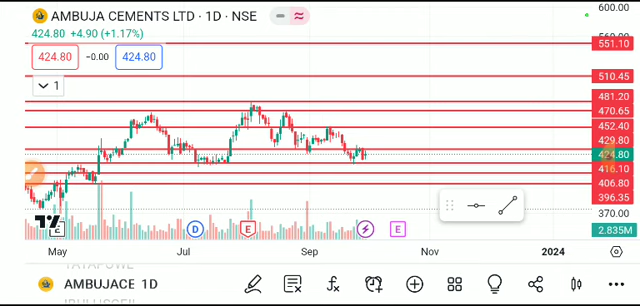 AMBUJA CEMENTS LTD · 1D · NSE
424.80 +4.90 (+1.17%)
424.80 −0.00 424.80
1
600.00
551.10
510.45
481.20
470.65
452.40
429.80
424.80
416.10
406.80
396.35
370.00
2.835M
E D E E
May Jul Sep Nov 2024
AMBUJACE 1D